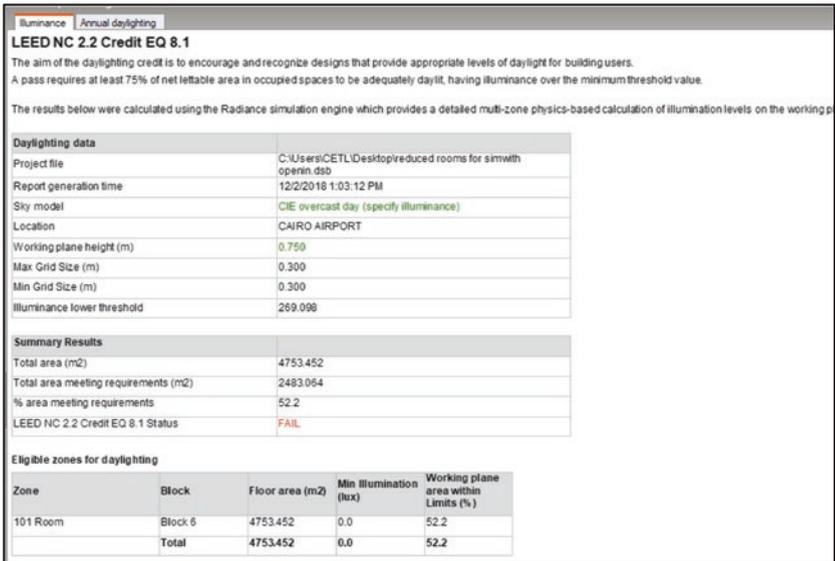 Illuminance Annual daylighting
LEED NC 2.2 Credit EQ 8.1
The aim of the daylighting credit is to encourage and recognize designs that provide appropriate levels of daylight for building users.
A pass requires at least 75% of net lettable area in occupied spaces to be adequately daylit, having illuminance over the minimum threshold value.
The results below were calculated using the Radiance simulation engine which provides a detailed multi-zone physics-based calculation of illumination levels on the working p
Daylighting data
Project file C:\Users\CETL\Desktop\reduced rooms for simwith
openin.dsb
Report generation time 12/2/2018 1:03:12 PM
Sky model CIE overcast day (specify illuminance)
Location CAIRO AIRPORT
Working plane height (m) 0.750
Max Grid Size (m) 0.300
Min Grid Size (m) 0.300
Illuminance lower threshold 269.098
Summary Results
Total area (m2) 4753.452
Total area meeting requirements (m2) 2483.064
% area meeting requirements 52.2
LEED NC 2.2 Credit EQ 8.1 Status FAIL
Eligible zones for daylighting
Zone Block Floor area (m2) Min Illumination (lux) Working plane area within Limits (%)
101 Room Block 6 4753.452 0.0 52.2
Total 4753.452 0.0 52.2